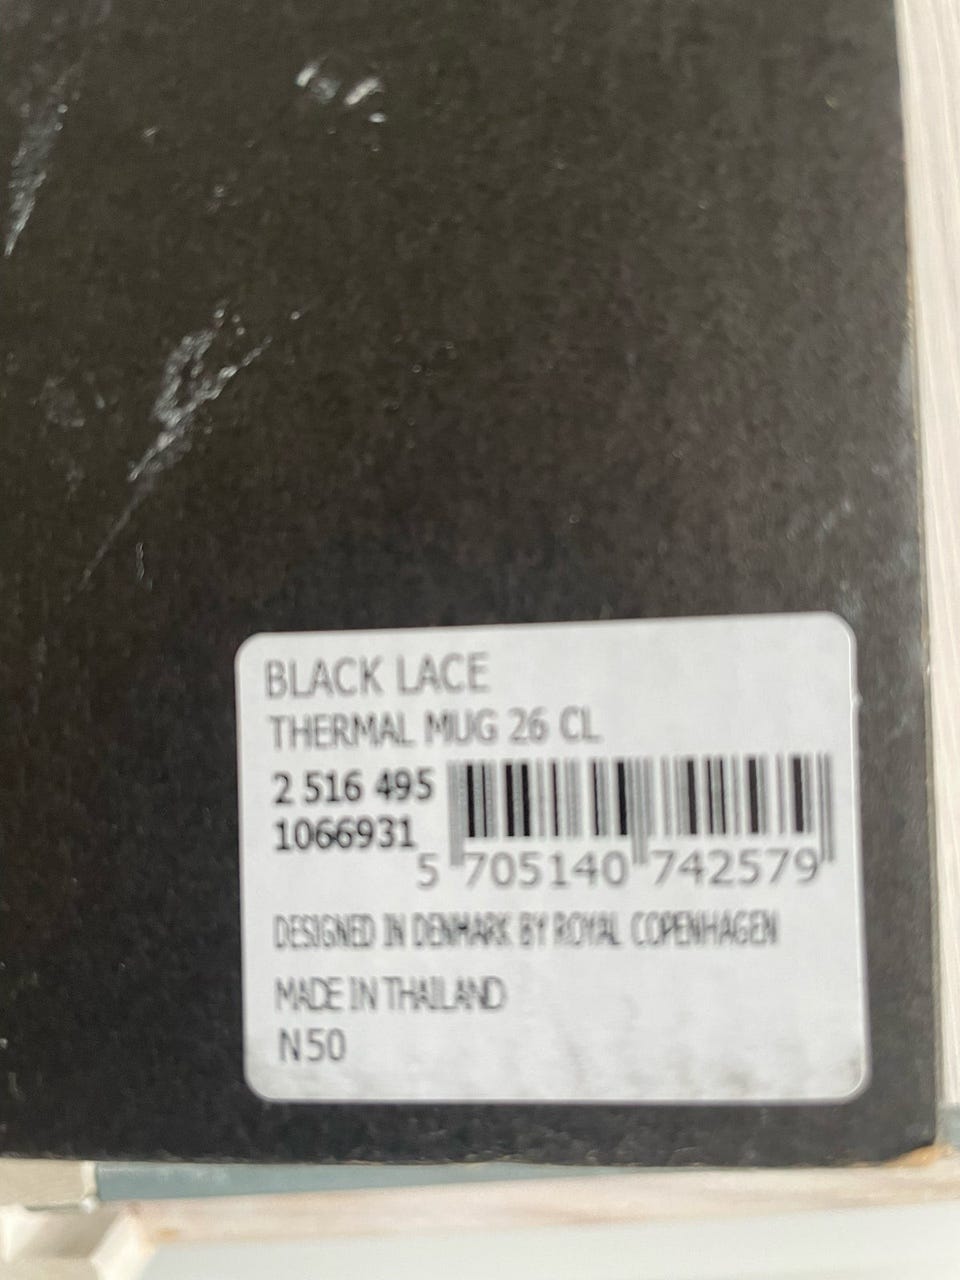 BLACK LACE
THERMAL MUG 26 CL
2 516 495
1066931
5 705140 742579
DESIGNED IN DENMARK BY ROYAL COPENHAGEN
MADE IN THAILAND
N50